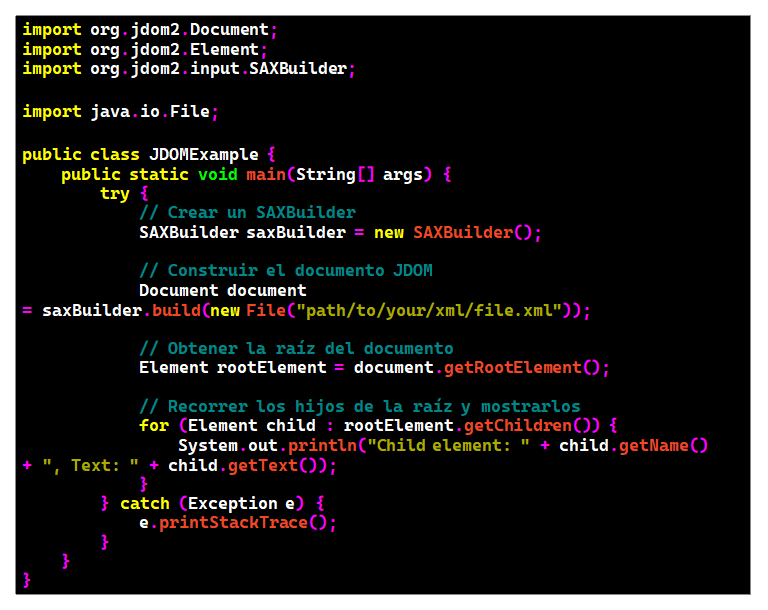 import org.jdom2.Document;
import org.jdom2.Element;
import org.jdom2.input.SAXBuilder;

import java.io.File;

public class JDOMExample {
    public static void main(String[] args) {
        try {
            // Crear un SAXBuilder
            SAXBuilder saxBuilder = new SAXBuilder();

            // Construir el documento JDOM
            Document document
= saxBuilder.build(new File("path/to/your/xml/file.xml"));

            // Obtener la raíz del documento
            Element rootElement = document.getRootElement();

            // Recorrer los hijos de la raíz y mostrarlos
            for (Element child : rootElement.getChildren()) {
                System.out.println("Child element: " + child.getName()
+ ", Text: " + child.getText());
            }
        } catch (Exception e) {
            e.printStackTrace();
        }
    }
}